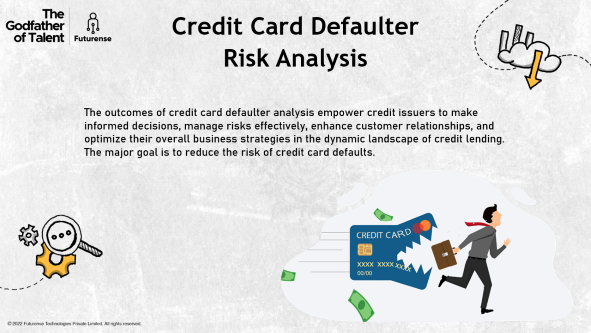 The
Godfather
of Talent
Futurense
Credit Card Defaulter
Risk Analysis
The outcomes of credit card defaulter analysis empower credit issuers to make
informed decisions, manage risks effectively, enhance customer relationships, and
optimize their overall business strategies in the dynamic landscape of credit lending.
The major goal is to reduce the risk of credit card defaults.
CREDIT CARD
XXXX XXXX XXXX
00/00
© 2022 Futurense Technologies Private Limited. All rights reserved.